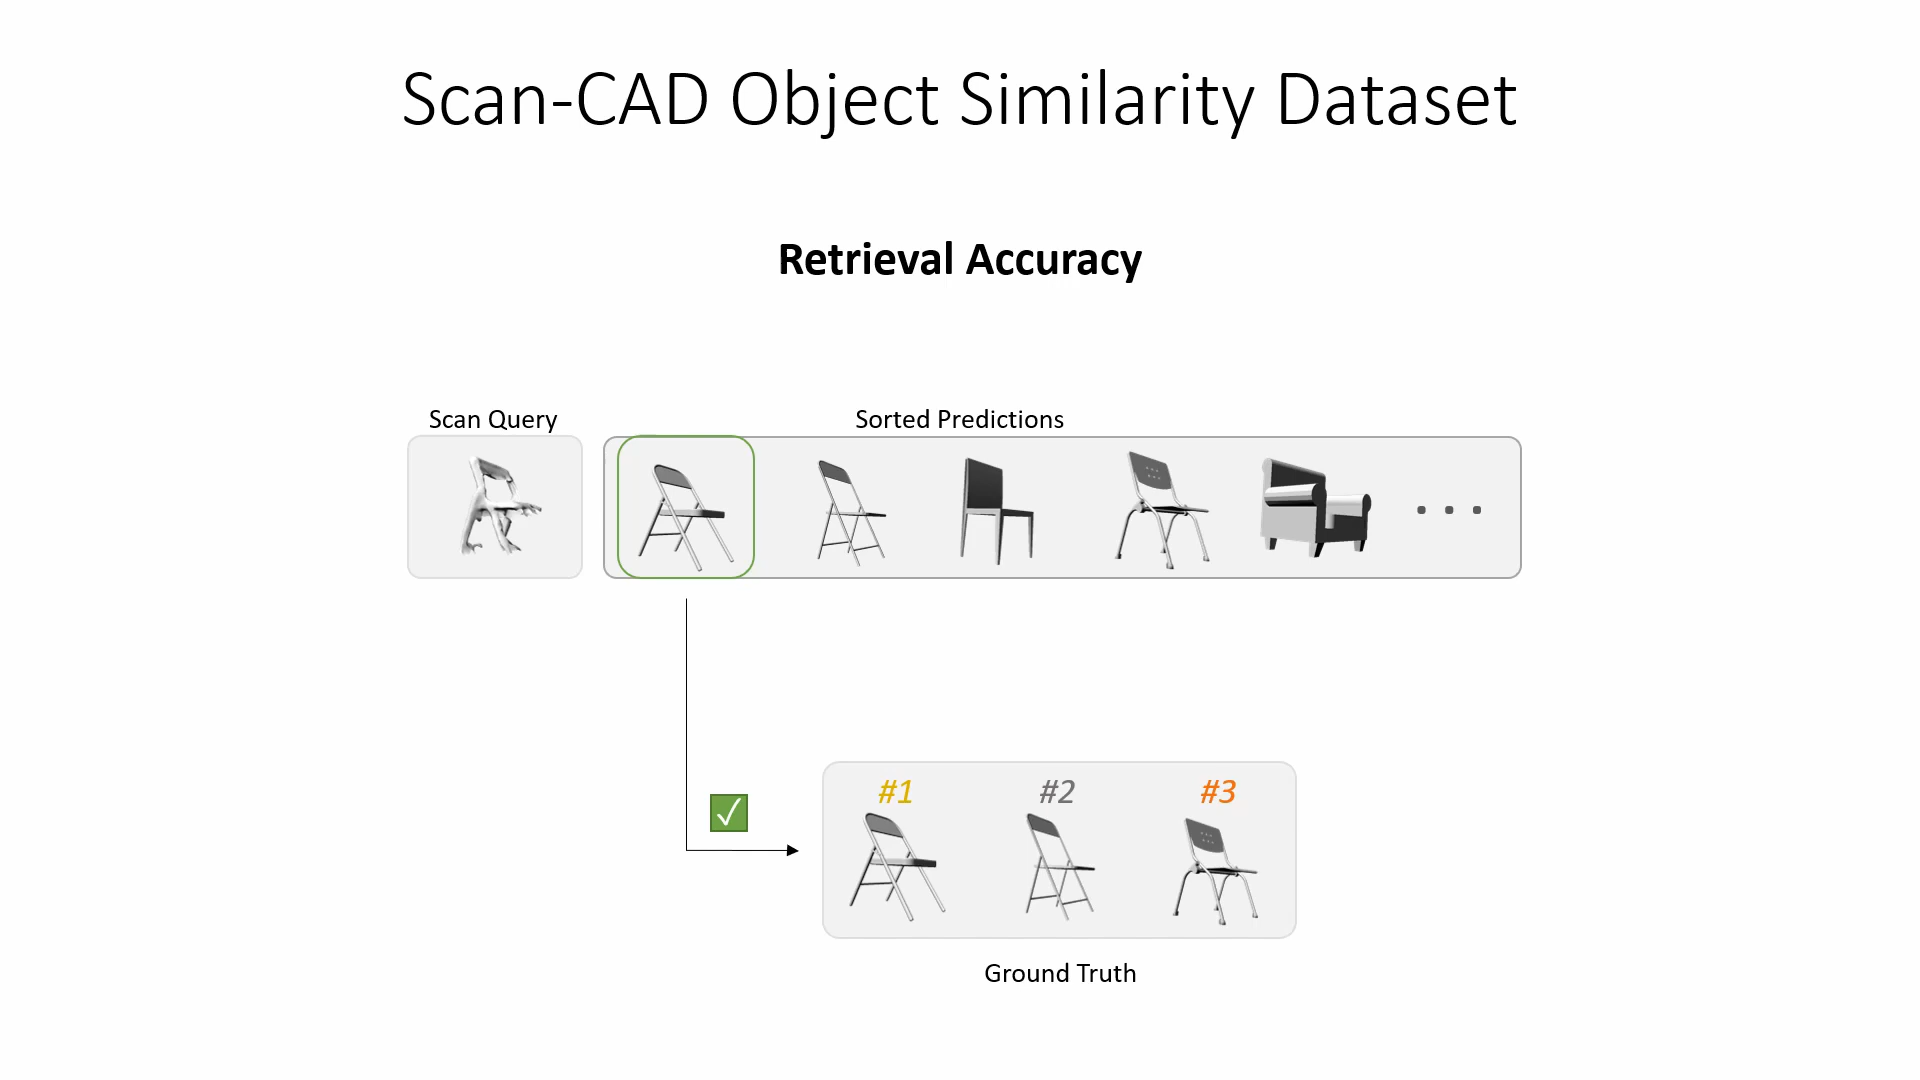 Scan-CAD Object Similarity Dataset
Retrieval Accuracy
Scan Query
Sorted Predictions
#1
#2
#3
Ground Truth